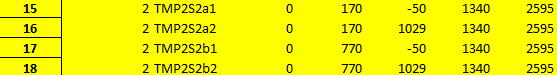 15 2 TMP2S2a1 0 170 -50 1340 2595
16 2 TMP2S2a2 0 170 1029 1340 2595
17 2 TMP2S2b1 0 770 -50 1340 2595
18 2 TMP2S2b2 0 770 1029 1340 2595